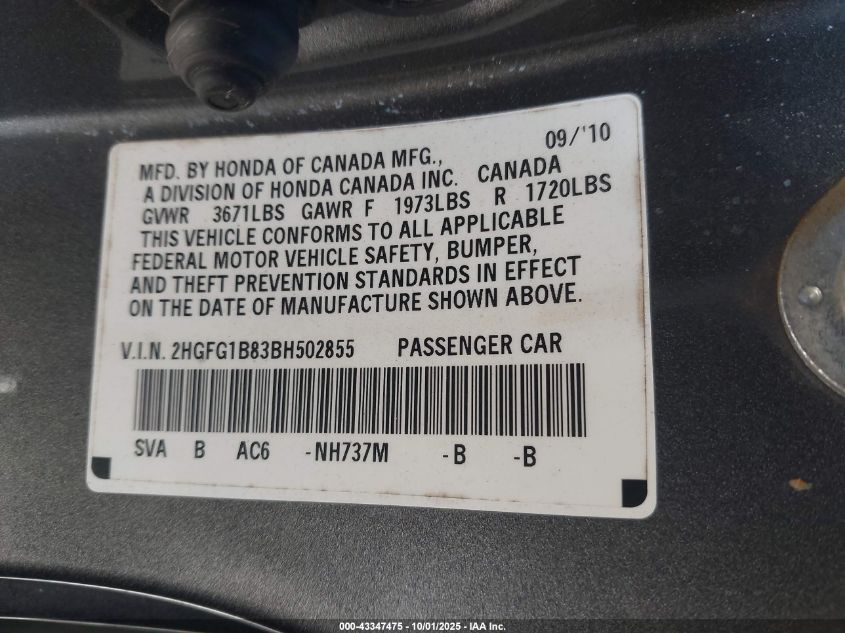 09/'10
MFD. BY HONDA OF CANADA MFG.,
A DIVISION OF HONDA CANADA INC. CANADA
GVWR 3671LBS GAWR F 1973LBS R 1720LBS
THIS VEHICLE CONFORMS TO ALL APPLICABLE
FEDERAL MOTOR VEHICLE SAFETY, BUMPER,
AND THEFT PREVENTION STANDARDS IN EFFECT
ON THE DATE OF MANUFACTURE SHOWN ABOVE.
V.I.N. 2HGFG1B83BH502855 PASSENGER CAR
SVA B AC6 -NH737M -B -B
000-43347475 - 10/01/2025 - IAA Inc.